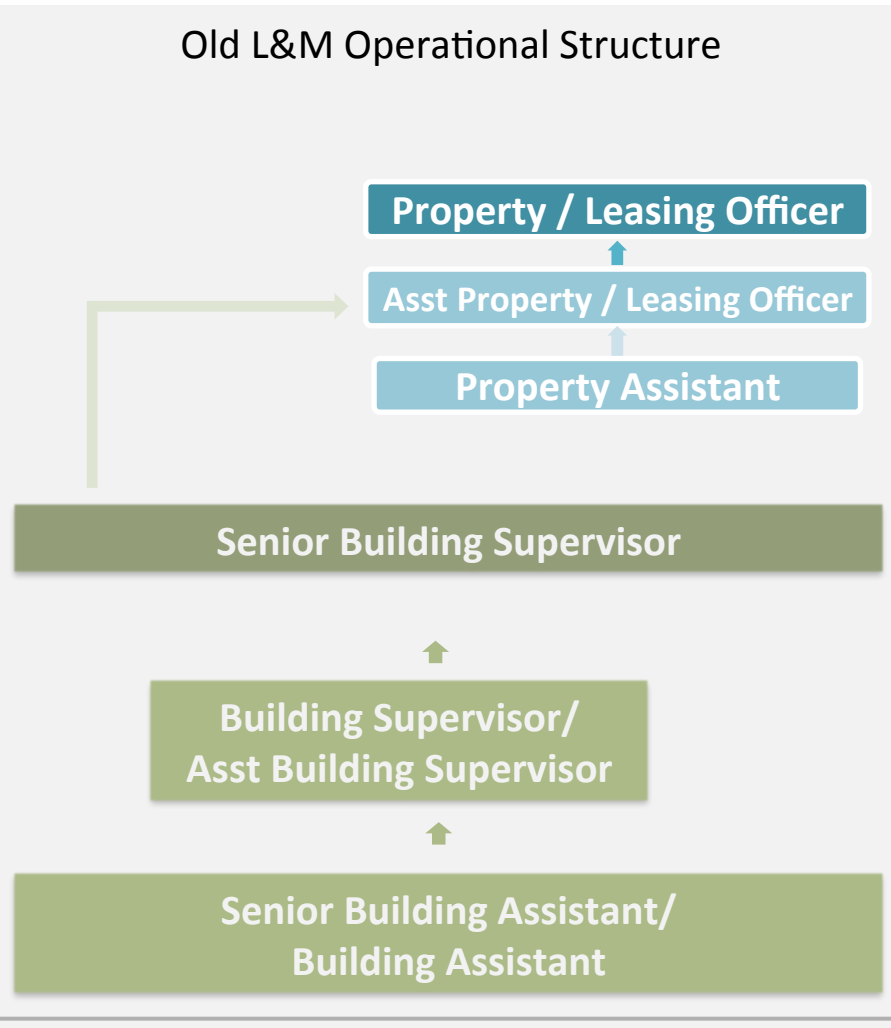 Old L&M Operational Structure
Property / Leasing Officer
Asst Property / Leasing Officer
Property Assistant
Senior Building Supervisor
Building Supervisor/
Asst Building Supervisor
Senior Building Assistant/
Building Assistant